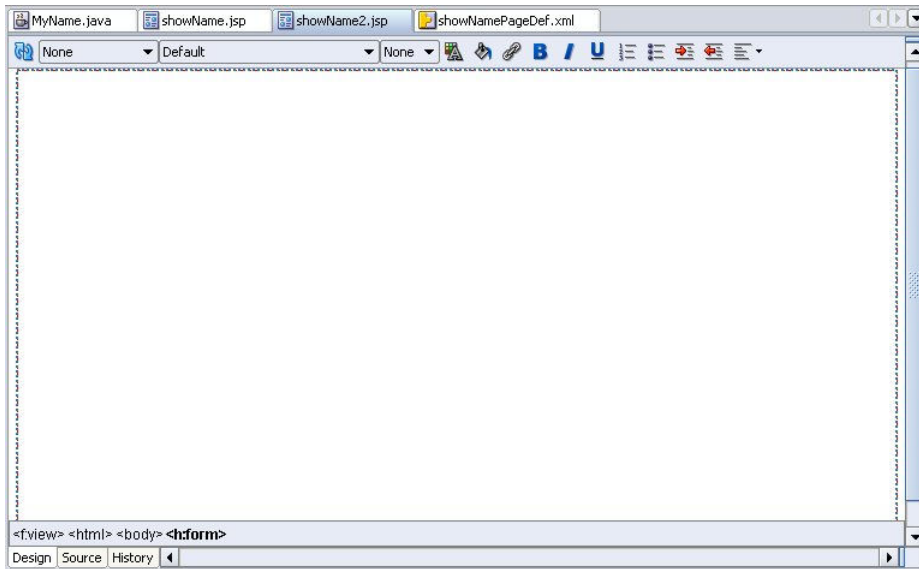 MyName.java showName.jsp showName2.jsp showNamePageDef.xml
None Default None B I U
<f:view> <html> <body> <h:form>
Design Source History